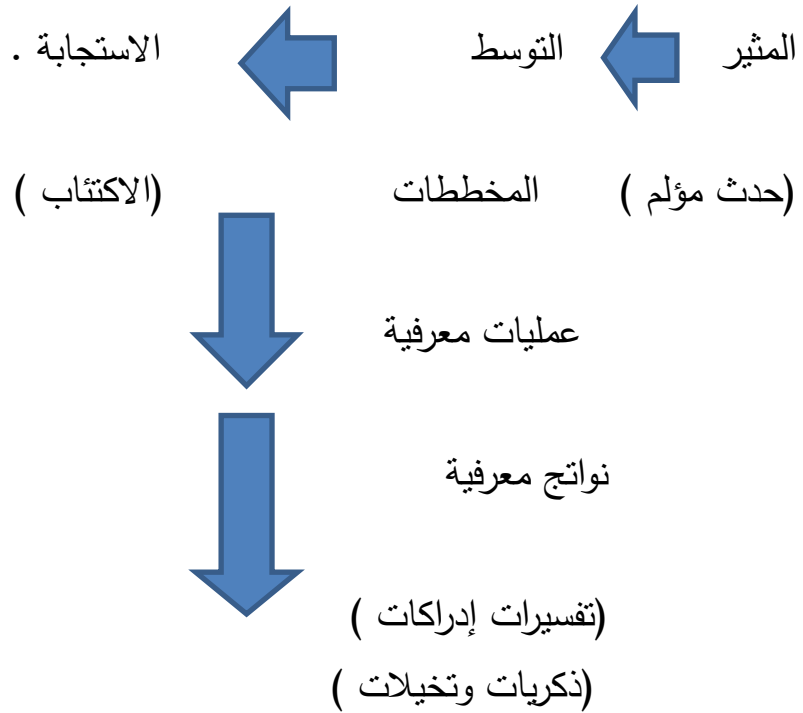 المثير التوسط الاستجابة .
(حدث مؤلم ) المخططات (الاكتئاب )
عمليات معرفية
نواتج معرفية
(تفسيرات إدراكات )
(ذكريات وتخيلات )